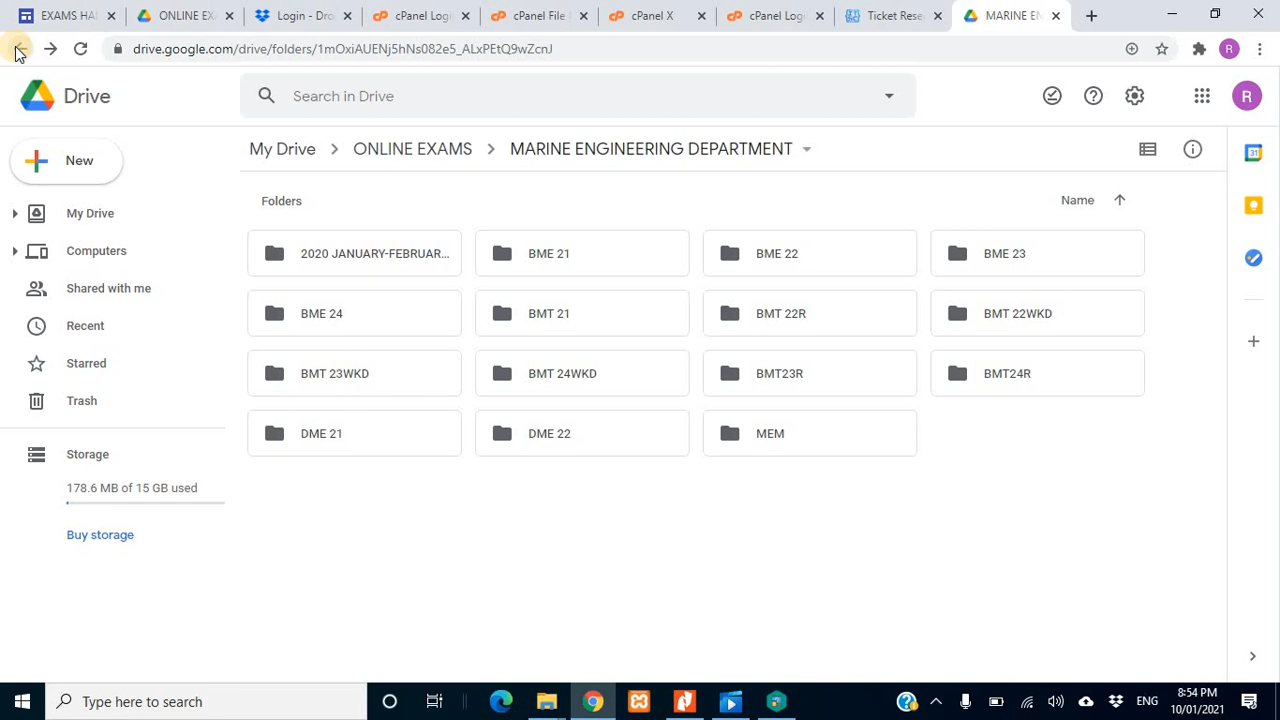 EXAMS HA
ONLINE EX
Login - Dro
cPanel Log
cPanel File
cPanel X
cPanel Log
Ticket Rese
MARINE EN
drive.google.com/drive/folders/1mOxiAUENj5hNs082e5_ALxPEtQ9wZcnJ
R
Drive
Search in Drive
R
New
My Drive
ONLINE EXAMS
MARINE ENGINEERING DEPARTMENT
31
Folders
Name
My Drive
Computers
Shared with me
Recent
Starred
Trash
Storage
178.6 MB of 15 GB used
Buy storage
2020 JANUARY-FEBRUAR...
BME 21
BME 22
BME 23
BME 24
BMT 21
BMT 22R
BMT 22WKD
BMT 23WKD
BMT 24WKD
BMT23R
BMT24R
DME 21
DME 22
MEM
Type here to search
ENG
8:54 PM
10/01/2021